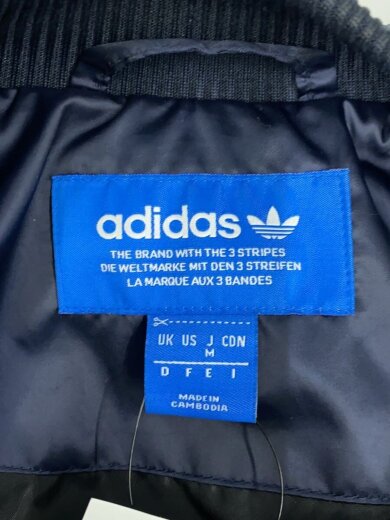 adidas
THE BRAND WITH THE 3 STRIPES
DIE WELTMARKE MIT DEN 3 STREIFEN
LA MARQUE AUX 3 BANDES
UK US J CDN
M
D F E I
MADE IN
CAMBODIA